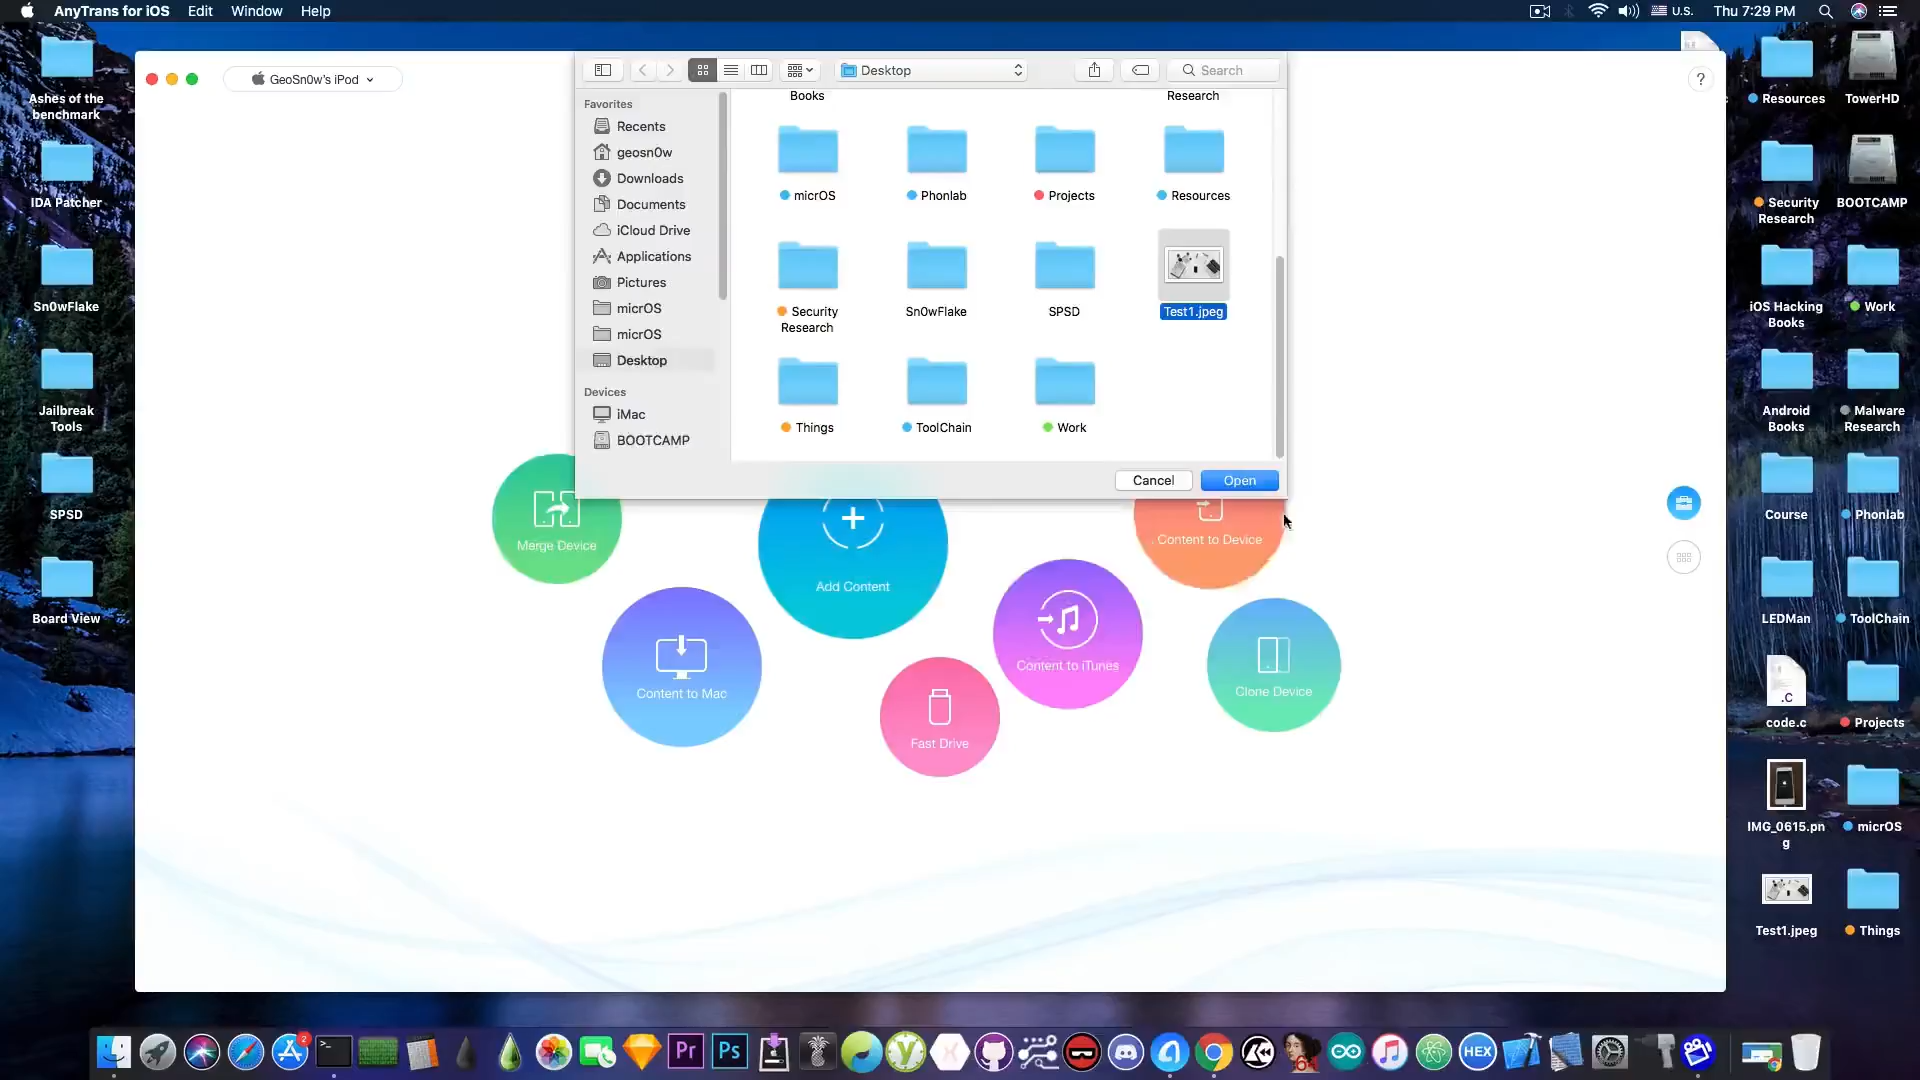 AnyTrans for iOS Edit Window Help
U.S. Thu 7:29 PM
GeoSn0w's iPod
Desktop
Search
?
Favorites
Recents
geosn0w
Downloads
Documents
iCloud Drive
Applications
Pictures
micrOS
micrOS
Desktop
Devices
iMac
BOOTCAMP
Books
Research
micrOS
Phonlab
Projects
Resources
Security
Research
Sn0wFlake
SPSD
Test1.jpeg
Things
ToolChain
Work
Cancel
Open
Merge Device
Add Content
Content to Device
Content to Mac
Content to iTunes
Clone Device
Fast Drive
Ashes of the
benchmark
IDA Patcher
Sn0wFlake
Jailbreak
Tools
SPSD
Board View
Resources
TowerHD
Security
Research
BOOTCAMP
iOS Hacking
Books
Work
Android
Books
Malware
Research
Course
Phonlab
LEDMan
ToolChain
.C
code.c
Projects
IMG_0615.pn
g
micrOS
Test1.jpeg
Things
2
>_
Pr
Ps
HEX